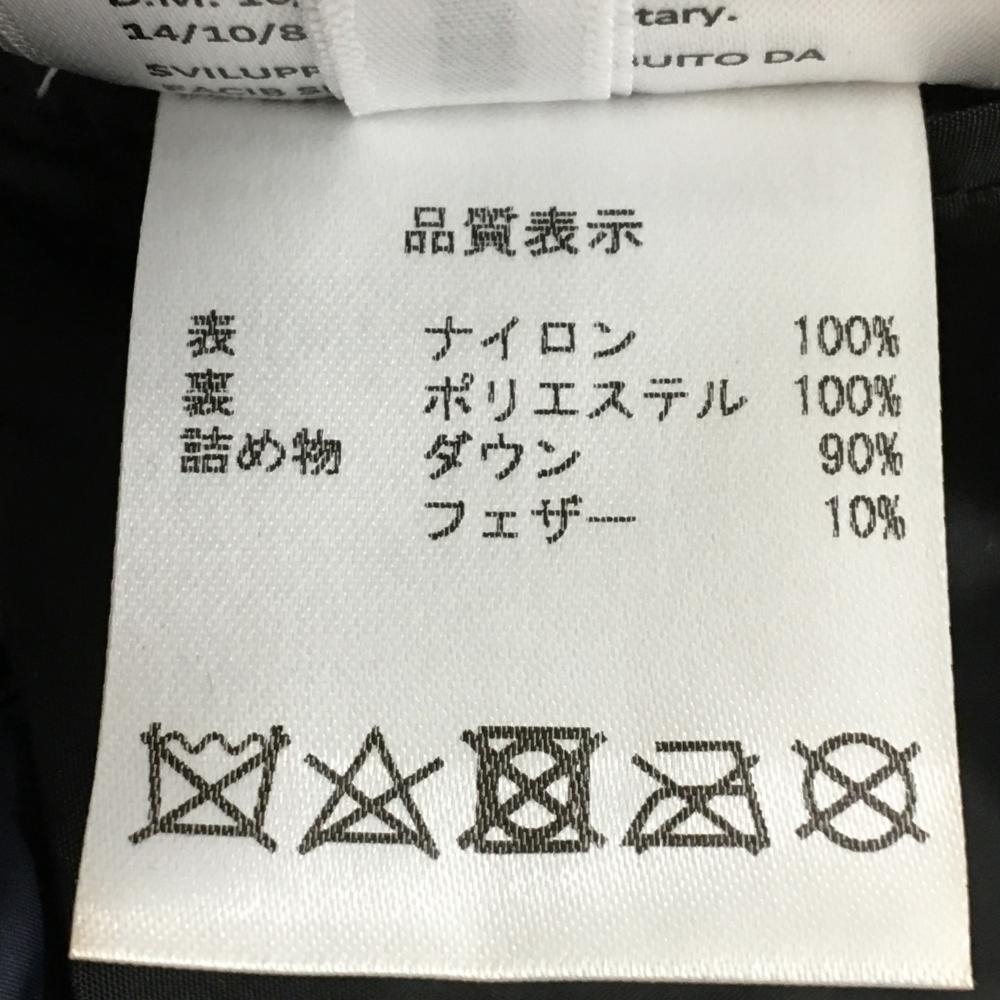 tary.
14/10/8
SVILUPP UITO DA
品質表示
表 ナイロン 100%
裏 ポリエステル 100%
詰め物 ダウン 90%
フェザー 10%